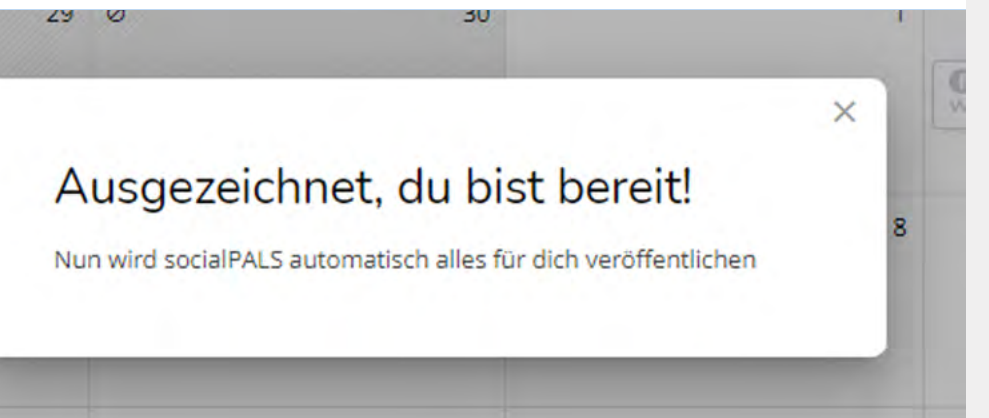 29 30 1
Ausgezeichnet, du bist bereit!
8
Nun wird socialPALS automatisch alles für dich veröffentlichen